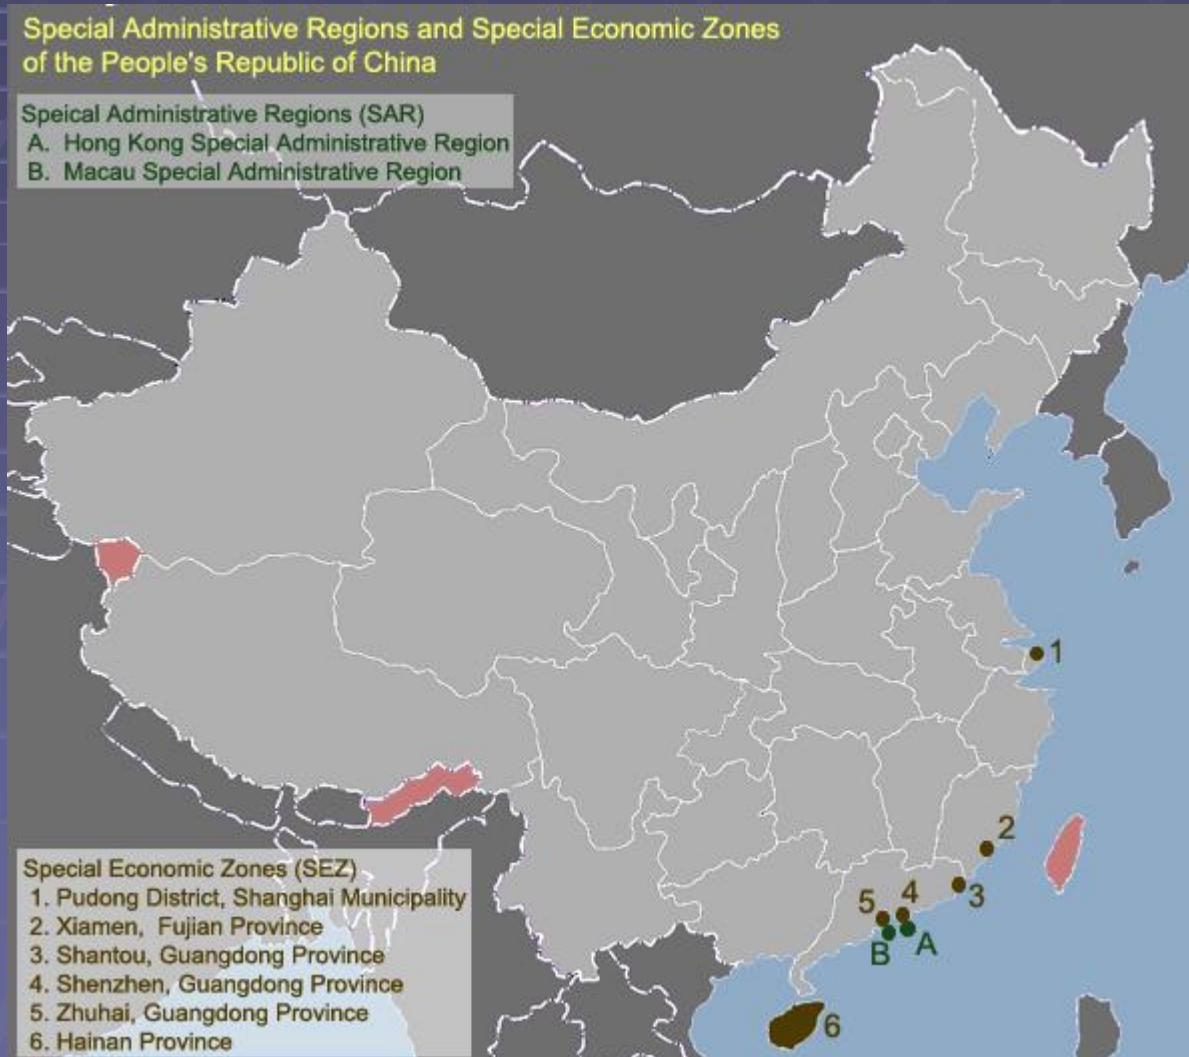 Special Administrative Regions and Special Economic Zones
of the People's Republic of China
Speical Administrative Regions (SAR)
A. Hong Kong Special Administrative Region
B. Macau Special Administrative Region
1
2
3
4
5
A
B
6
Special Economic Zones (SEZ)
1. Pudong District, Shanghai Municipality
2. Xiamen, Fujian Province
3. Shantou, Guangdong Province
4. Shenzhen, Guangdong Province
5. Zhuhai, Guangdong Province
6. Hainan Province